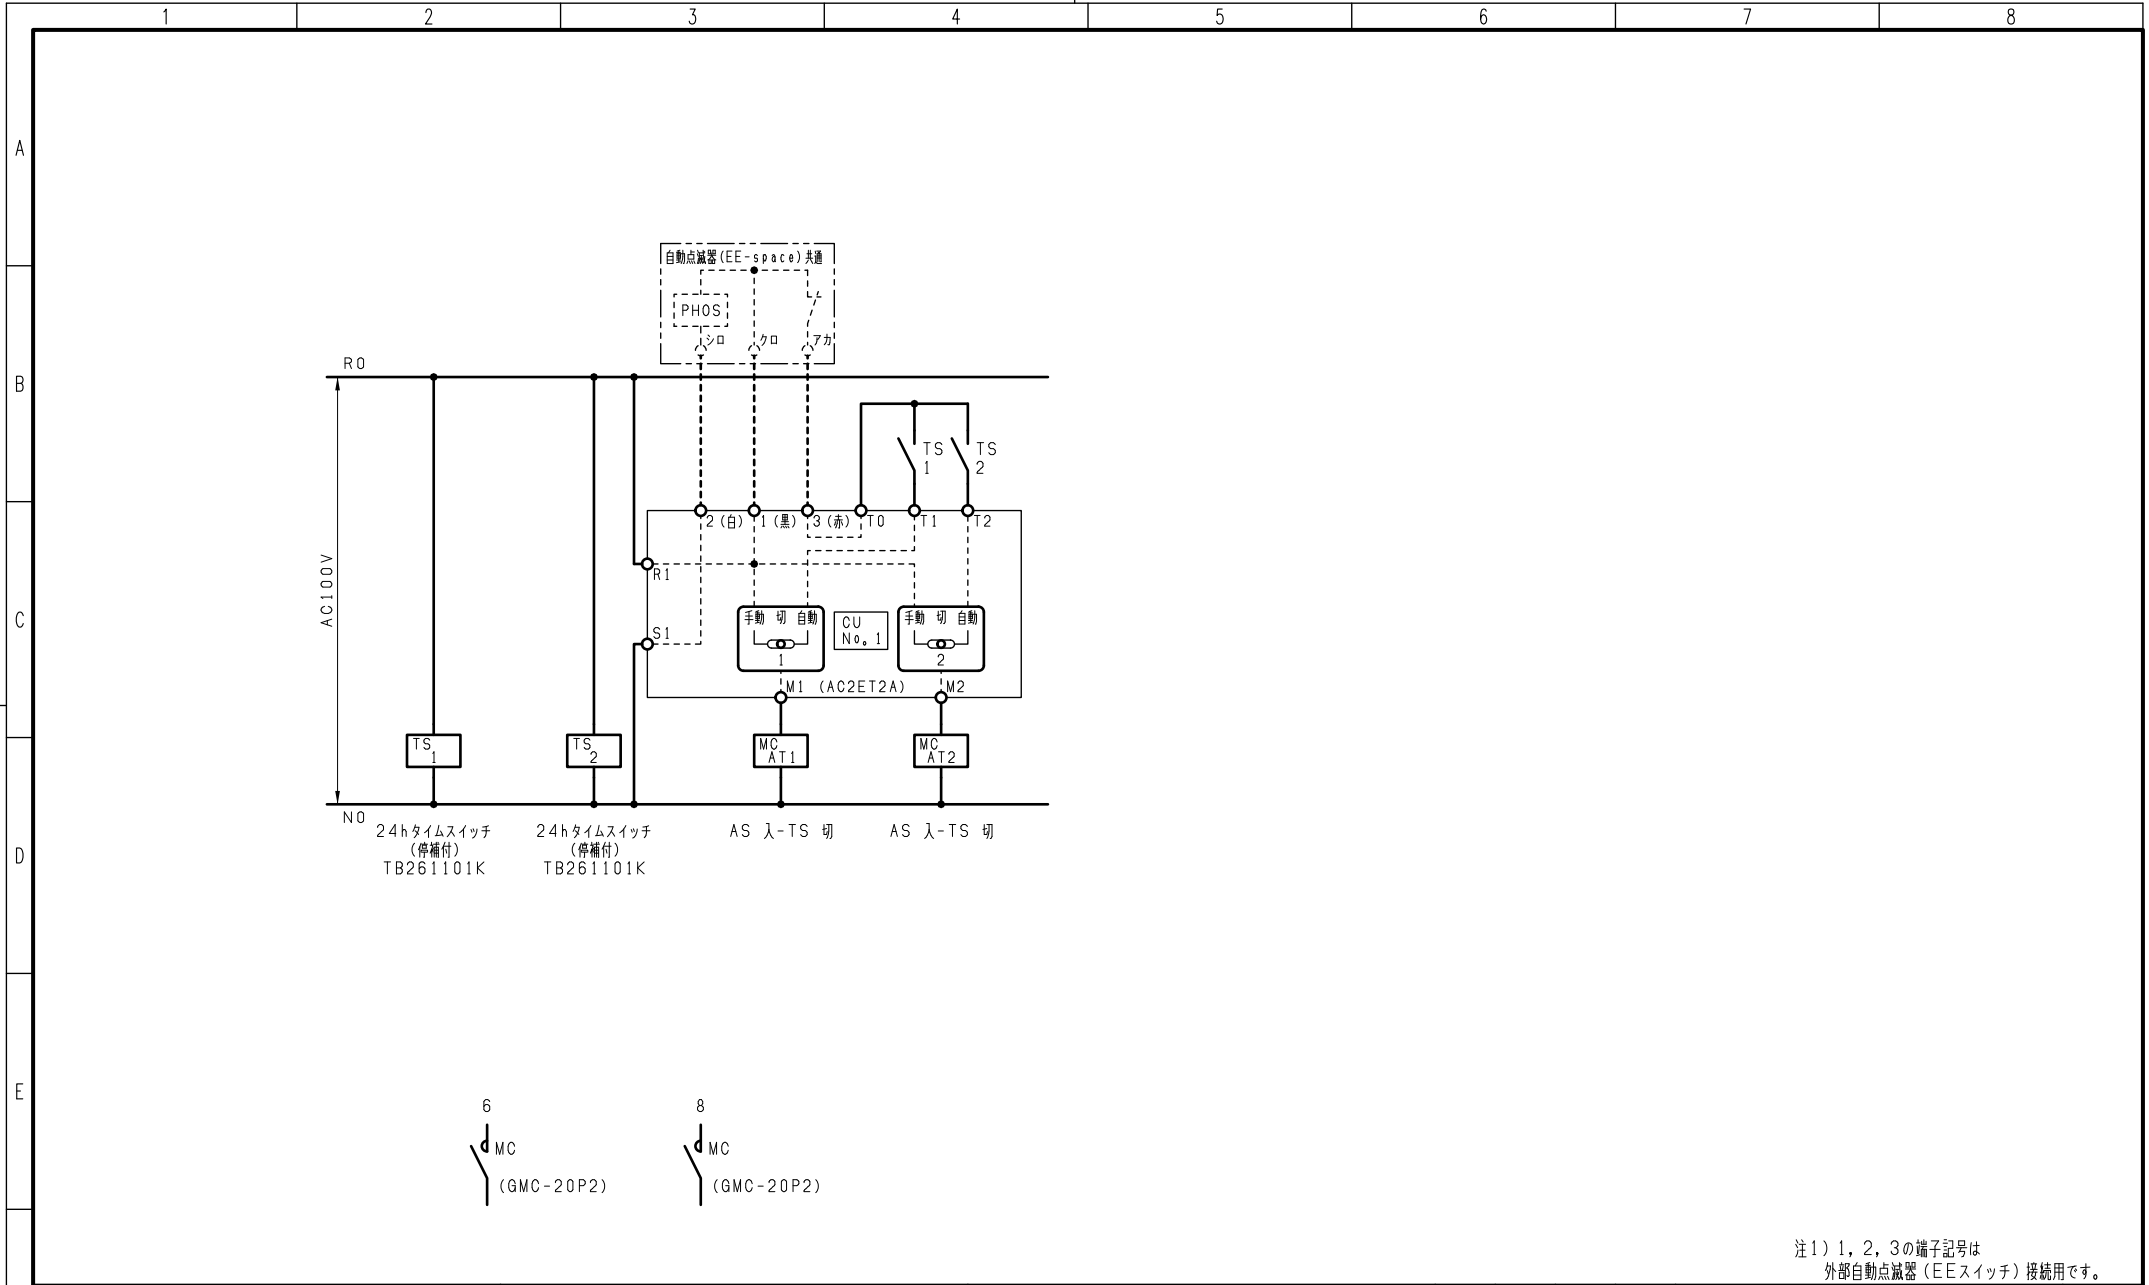 1 2 3 4 5 6 7 8
A
自動点滅器(EE-space)共通
PHOS
シロ クロ アカ
R0
B
TS
1
TS
2
2(白) 1(黒) 3(赤) T0 T1 T2
R1
AC100V
C
手動 切 自動
1
CU
No. 1
手動 切 自動
2
S1
M1 (AC2ET2A) M2
TS
1
TS
2
MC
AT1
MC
AT2
N0
24hタイムスイッチ
(停補付)
TB261101K
24hタイムスイッチ
(停補付)
TB261101K
AS 入-TS 切
AS 入-TS 切
D
E
6
MC
(GMC-20P2)
8
MC
(GMC-20P2)
注1) 1, 2, 3の端子記号は
外部自動点滅器(EEスイッチ)接続用です。